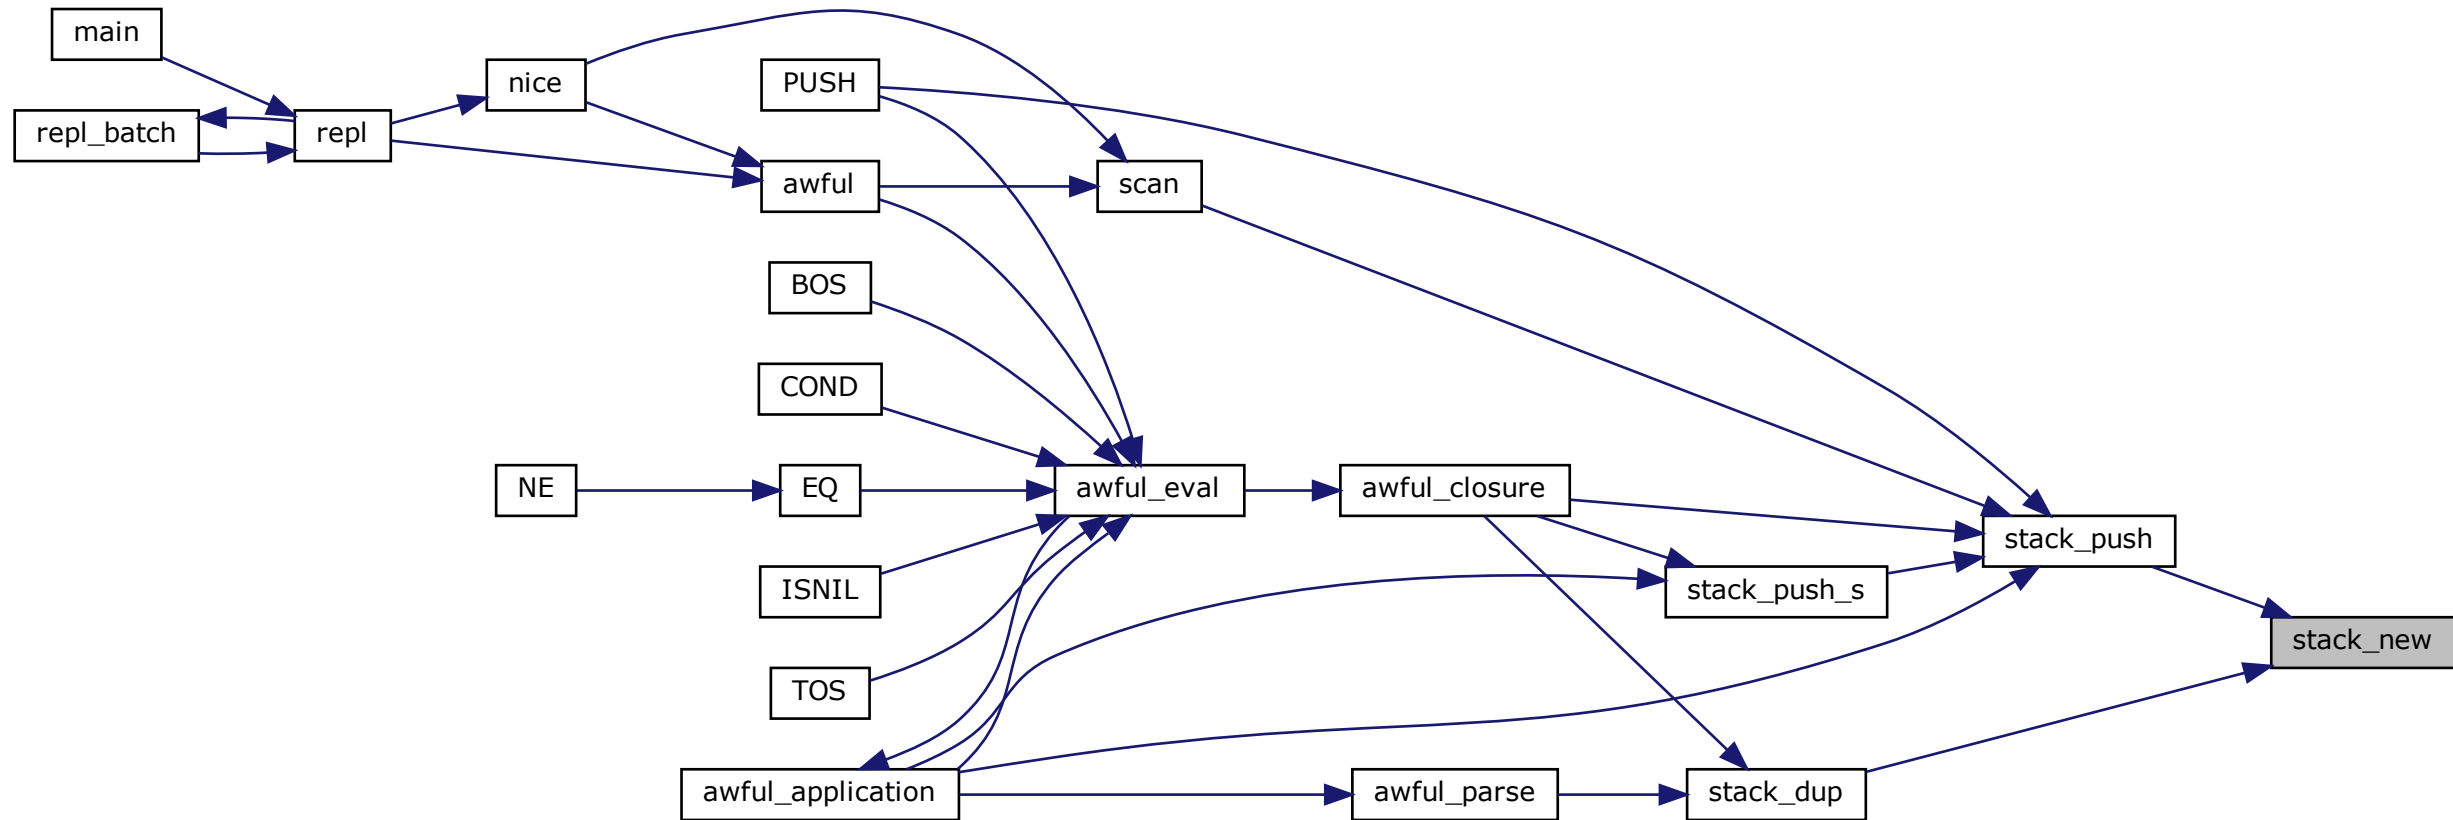 main
nice
PUSH
repl_batch
repl
awful
scan
BOS
COND
NE
EQ
awful_eval
awful_closure
stack_push
ISNIL
stack_push_s
stack_new
TOS
awful_application
awful_parse
stack_dup